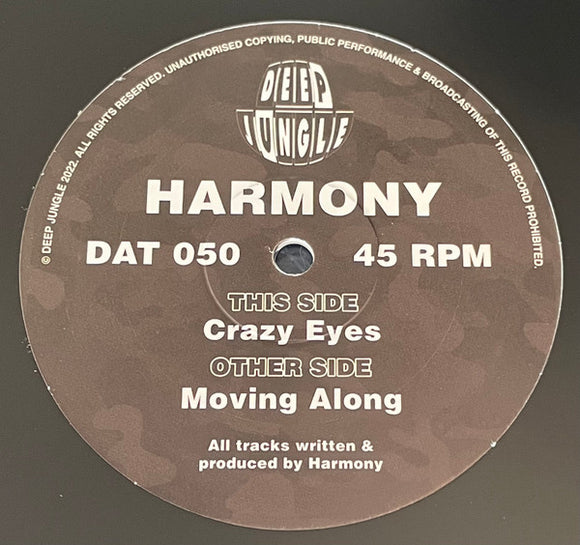 © DEEP JUNGLE 2022. ALL RIGHTS RESERVED. UNAUTHORISED COPYING, PUBLIC PERFORMANCE & BROADCASTING OF THIS RECORD PROHIBITED.
DEEP
JUNGLE
HARMONY
DAT 050 45 RPM
THIS SIDE
Crazy Eyes
OTHER SIDE
Moving Along
All tracks written &
produced by Harmony